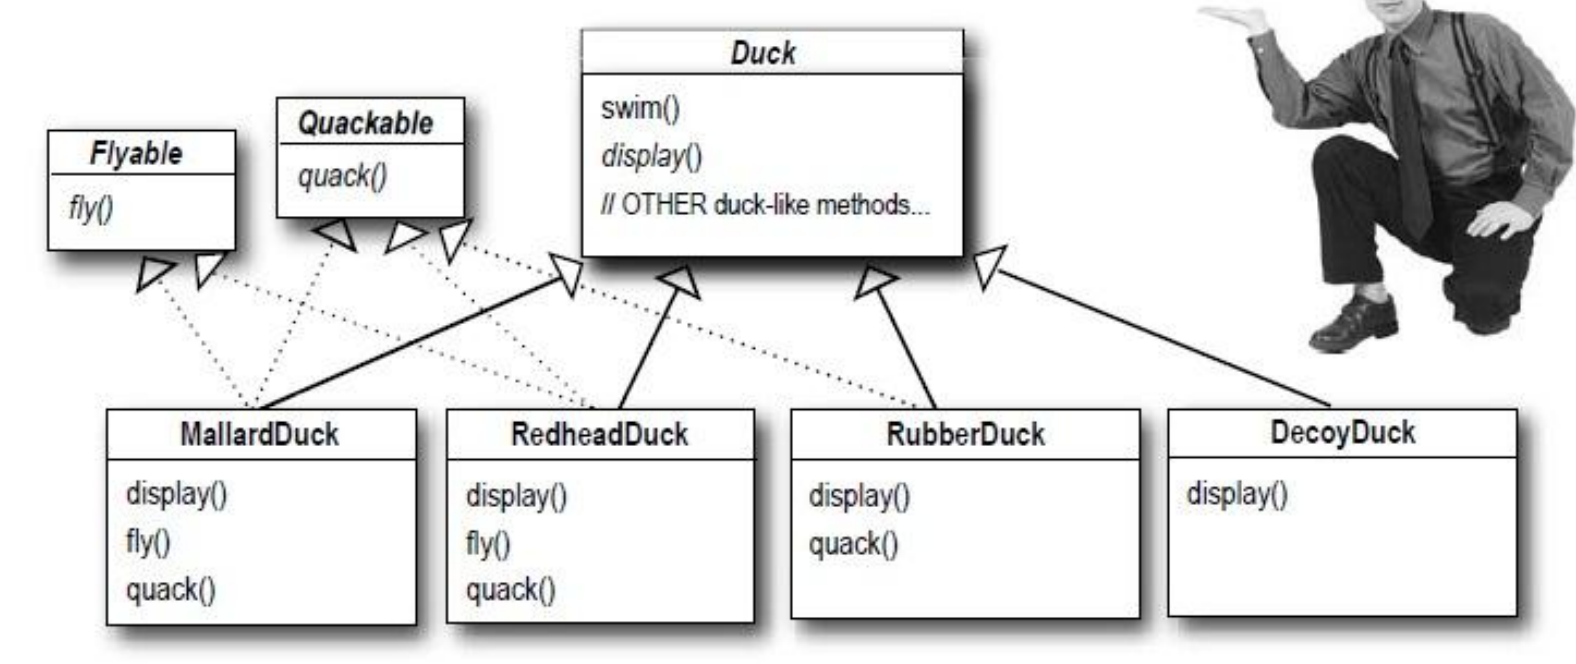 Duck
swim()
display()
// OTHER duck-like methods...
Quackable
quack()
Flyable
fly()
MallardDuck
display()
fly()
quack()
RedheadDuck
display()
fly()
quack()
RubberDuck
display()
quack()
DecoyDuck
display()